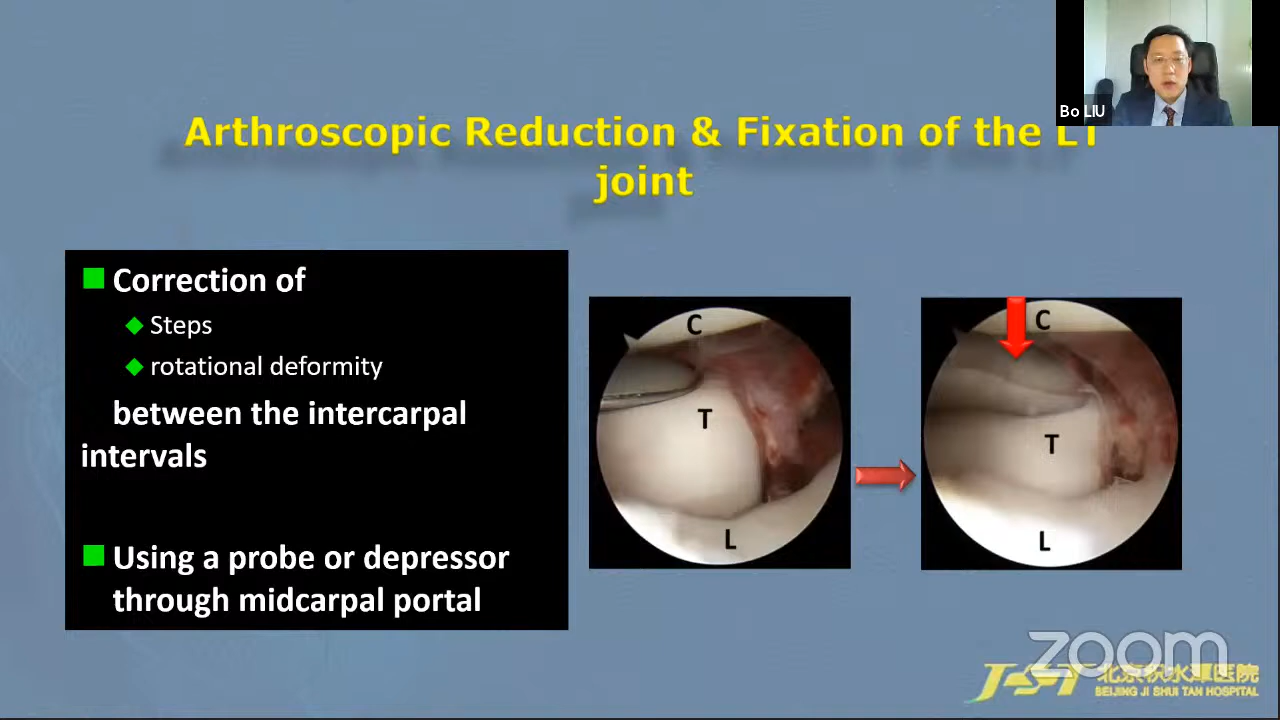 Bo LIU
Arthroscopic Reduction & Fixation of the LT
joint
Correction of
Steps
rotational deformity
between the intercarpal
intervals
Using a probe or depressor
through midcarpal portal
C
T
L
C
T
L
zoom
JST 北京积水潭医院
BEIJING JI SHUI TAN HOSPITAL